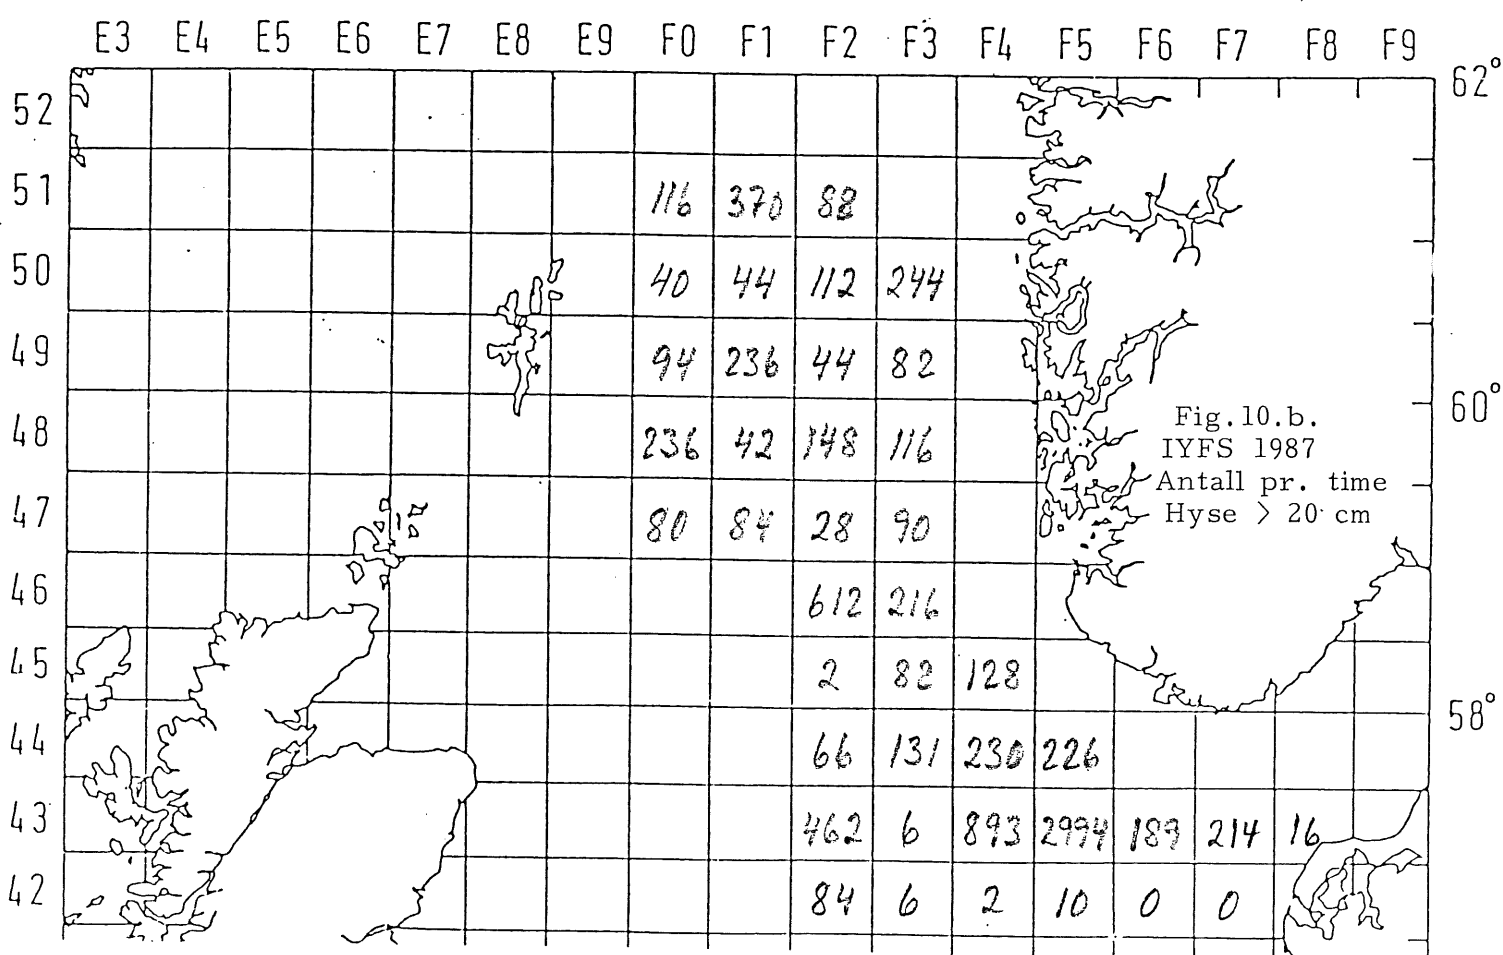 E3 E4 E5 E6 E7 E8 E9 F0 F1 F2 F3 F4 F5 F6 F7 F8 F9
62°
52
51 116 370 88
50 40 44 112 244
49 94 236 44 82
60°
48 236 42 148 116
Fig.10.b.
IYFS 1987
Antall pr. time
Hyse > 20 cm
47 80 84 28 90
46 612 216
45 2 82 128
58°
44 66 131 230 226
43 462 6 893 2994 189 214 16
42 84 6 2 10 0 0